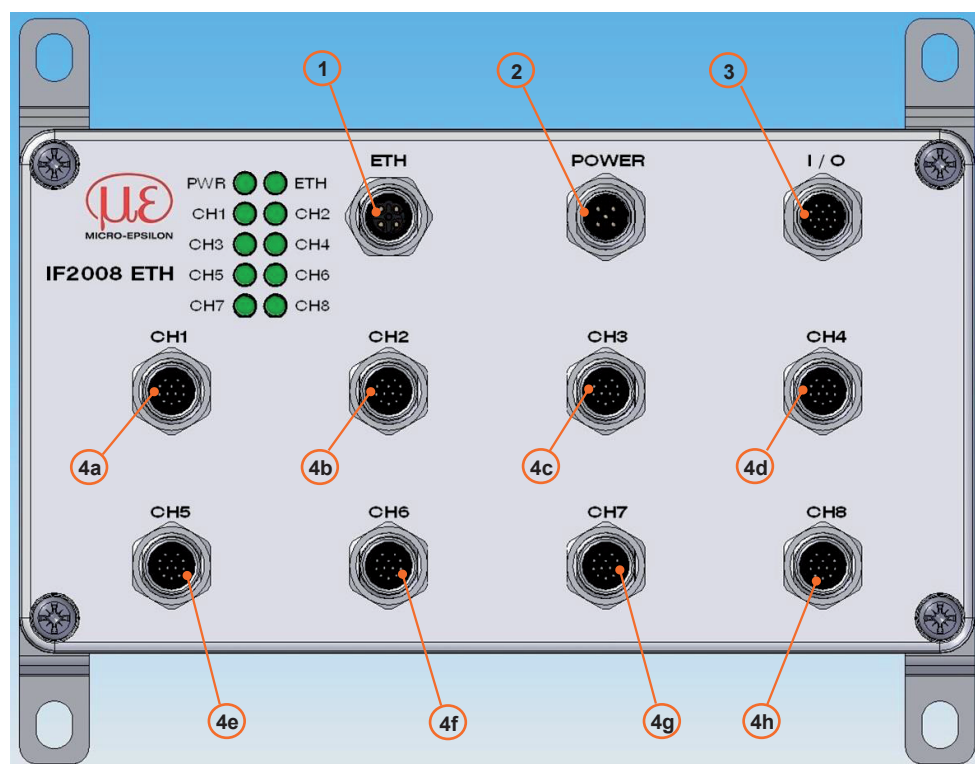 1
2
3
ETH
POWER
I / O
PWR
ETH
CH1
CH2
CH3
CH4
CH5
CH6
CH7
CH8
µε
MICRO-EPSILON
IF2008 ETH
CH1
CH2
CH3
CH4
4a
4b
4c
4d
CH5
CH6
CH7
CH8
4e
4f
4g
4h